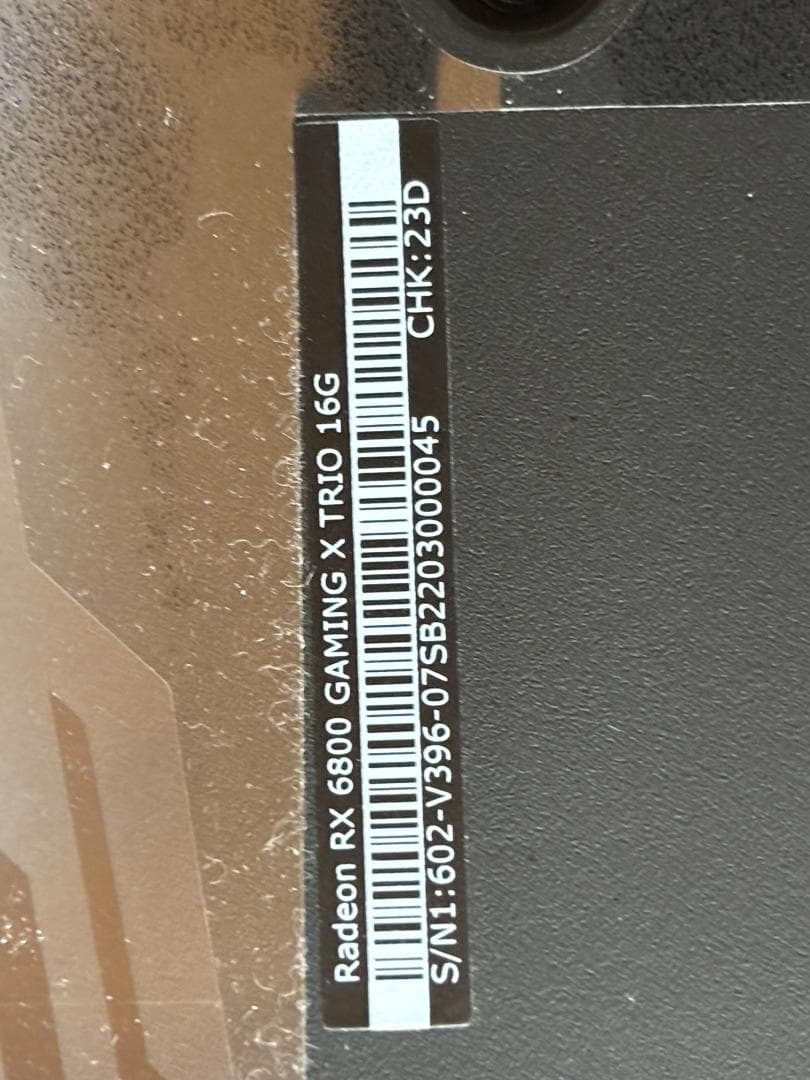 Radeon RX 6800 GAMING X TRIO 16G
S/N1:602-V396-07SB2203000045 CHK:23D